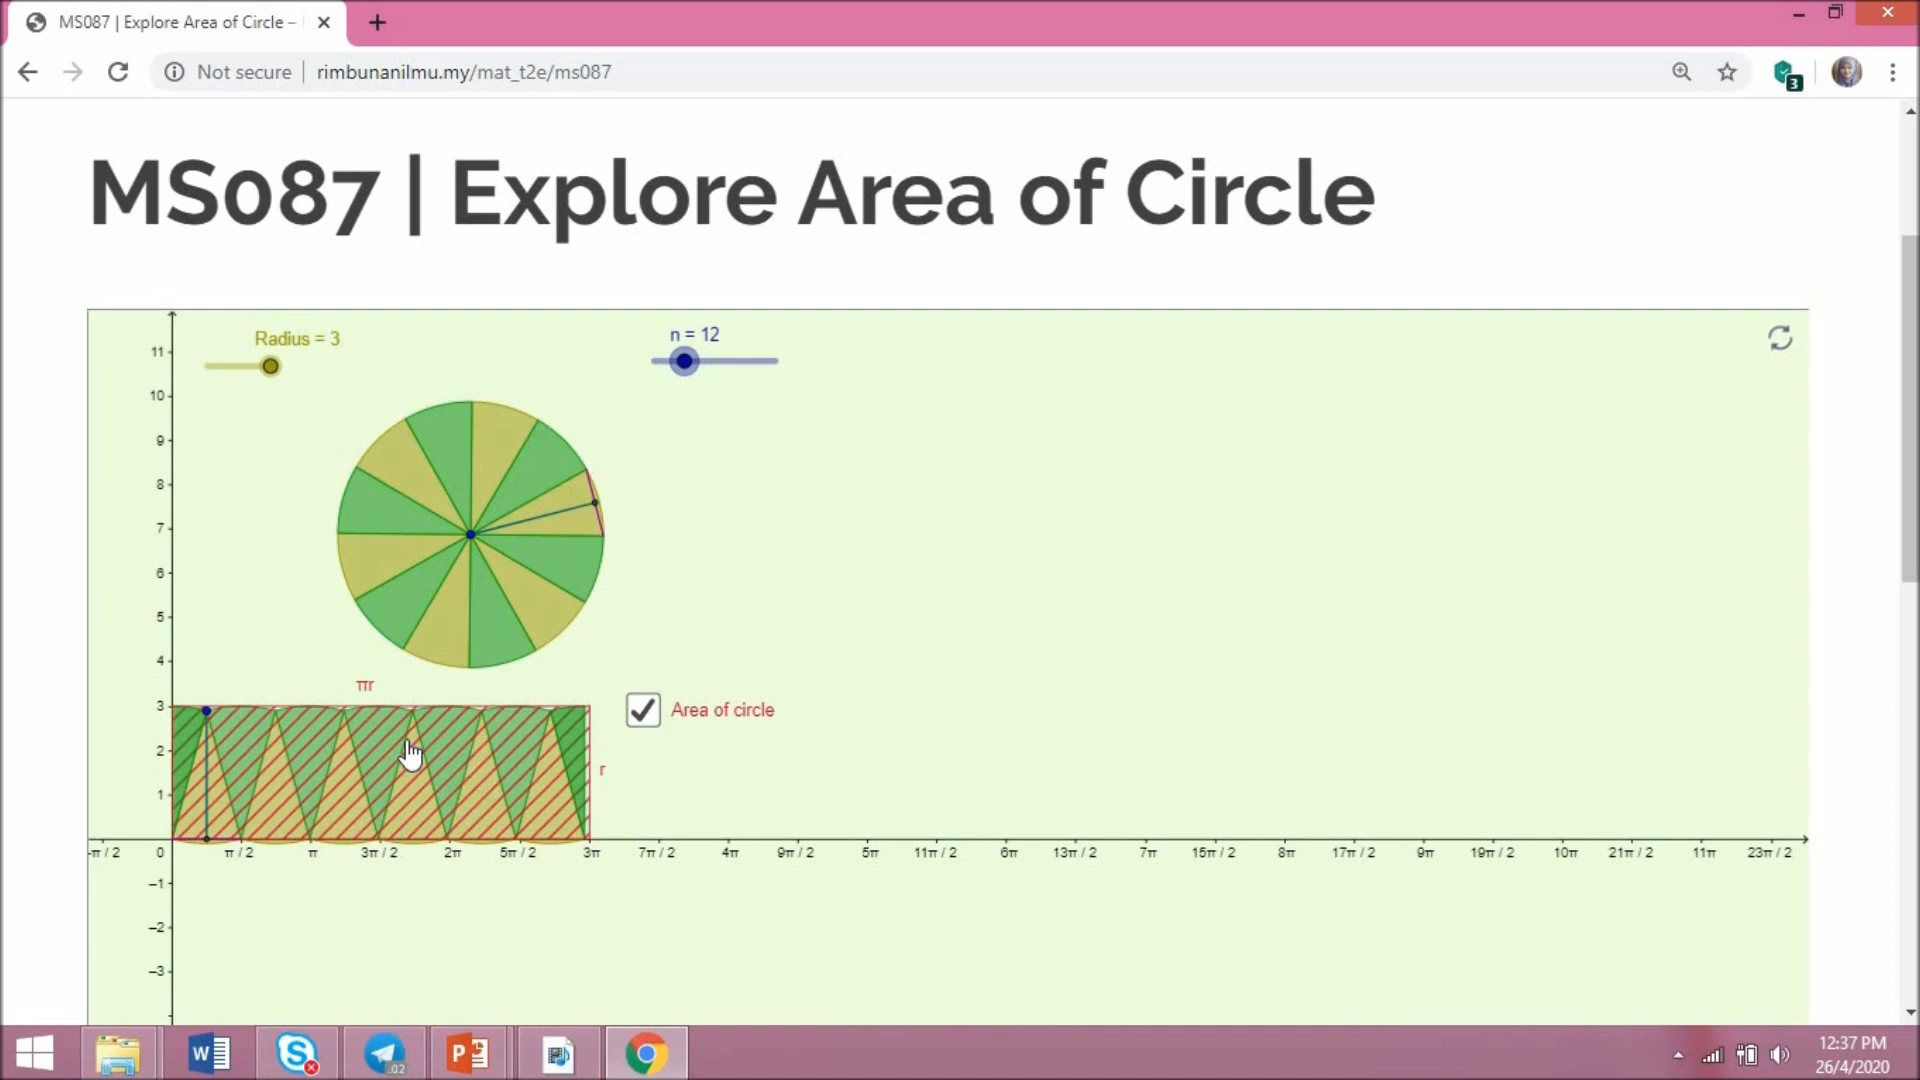 MS087 | Explore Area of Circle –
Not secure rimbunanilmu.my/mat_t2e/ms087
3
MS087 | Explore Area of Circle
Radius = 3
n = 12
11
10
9
8
7
6
5
4
3
2
1
πr
Area of circle
r
-π / 2 0 π / 2 π 3π / 2 2π 5π / 2 3π 7π / 2 4π 9π / 2 5π 11π / 2 6π 13π / 2 7π 15π / 2 8π 17π / 2 9π 19π / 2 10π 21π / 2 11π 23π / 2
–1
–2
–3
.02
12:37 PM
26/4/2020